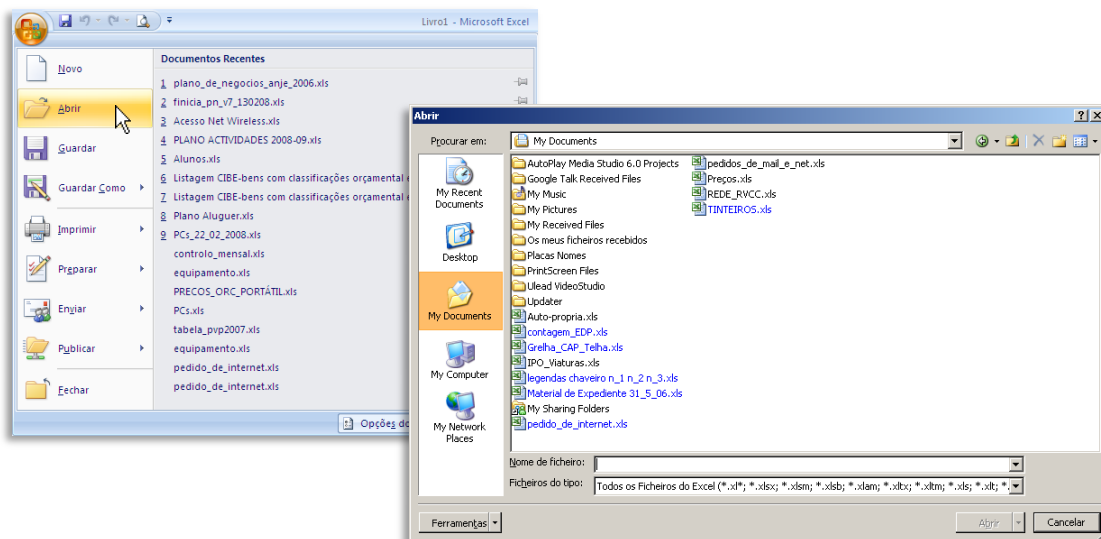 Livro1 - Microsoft Excel
Novo
Abrir
Guardar
Guardar Como
Imprimir
Preparar
Enviar
Publicar
Fechar
Documentos Recentes
1 plano_de_negocios_anje_2006.xls
2 finicia_pn_v7_130208.xls
3 Acesso Net Wireless.xls
4 PLANO ACTIVIDADES 2008-09.xls
5 Alunos.xls
6 Listagem CIBE-bens com classificações orçamental
7 Listagem CIBE-bens com classificações orçamental
8 Plano Aluguer.xls
9 PCs_22_02_2008.xls
controlo_mensal.xls
equipamento.xls
PRECOS_ORC_PORTÁTIL.xls
PCs.xls
tabela_pvp2007.xls
equipamento.xls
pedido_de_internet.xls
pedido_de_internet.xls
Opções do
Abrir
Procurar em:
My Documents
My Recent
Documents
Desktop
My Documents
My Computer
My Network
Places
AutoPlay Media Studio 6.0 Projects
Google Talk Received Files
My Music
My Pictures
My Received Files
Os meus ficheiros recebidos
Placas Nomes
PrintScreen Files
Ulead VideoStudio
Updater
Auto-propria.xls
contagem_EDP.xls
Grelha_CAP_Telha.xls
IPO_Viaturas.xls
legendas chaveiro n_1 n_2 n_3.xls
Material de Expediente 31_5_06.xls
My Sharing Folders
pedido_de_internet.xls
pedidos_de_mail_e_net.xls
Preços.xls
REDE_RVCC.xls
TINTEIROS.xls
Nome de ficheiro:
Ficheiros do tipo:
Todos os Ficheiros do Excel (*.xl*; *.xlsx; *.xlsm; *.xlsb; *.xlam; *.xltx; *.xltm; *.xls; *.xlt; *.
Ferramentas
Abrir
Cancelar